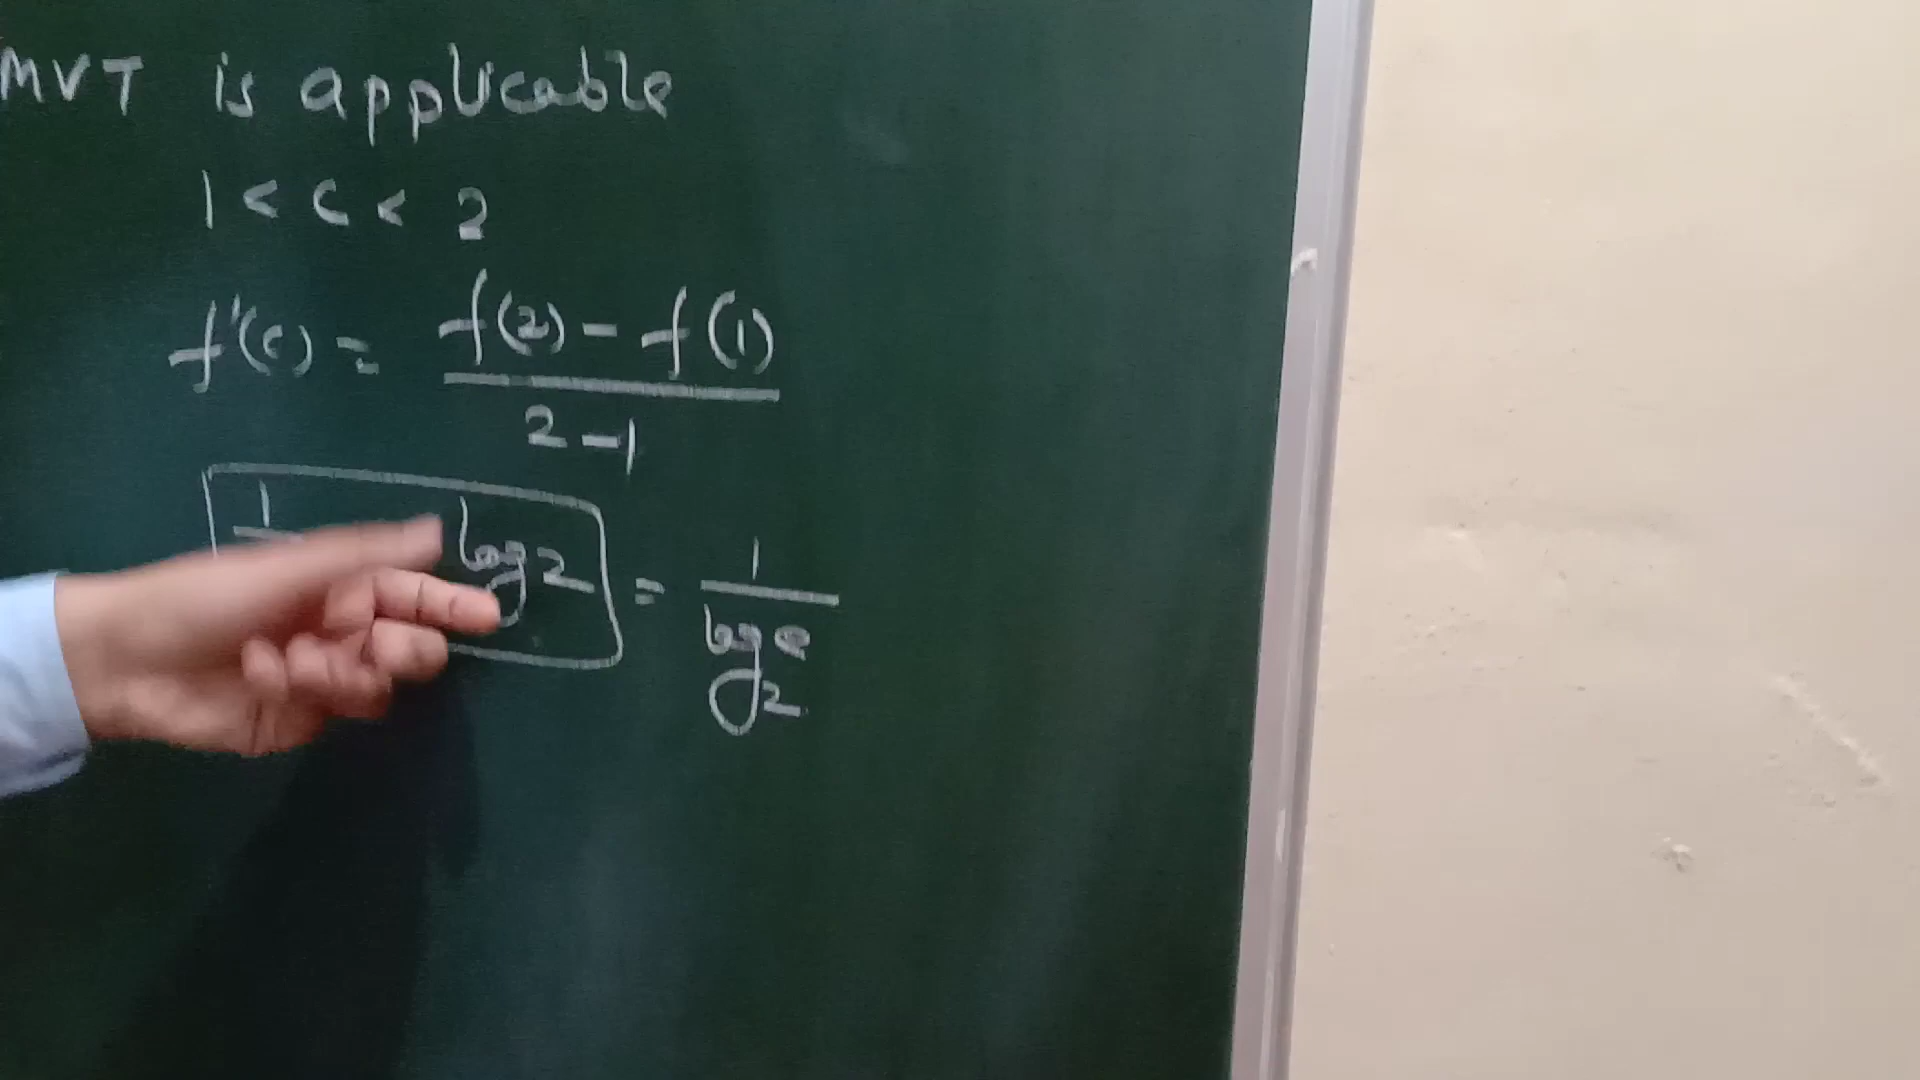 MVT is applicable
1 < c < 2
f'(c) = f(2) - f(1) / 2 - 1
1 log 2 = 1 / log e 2